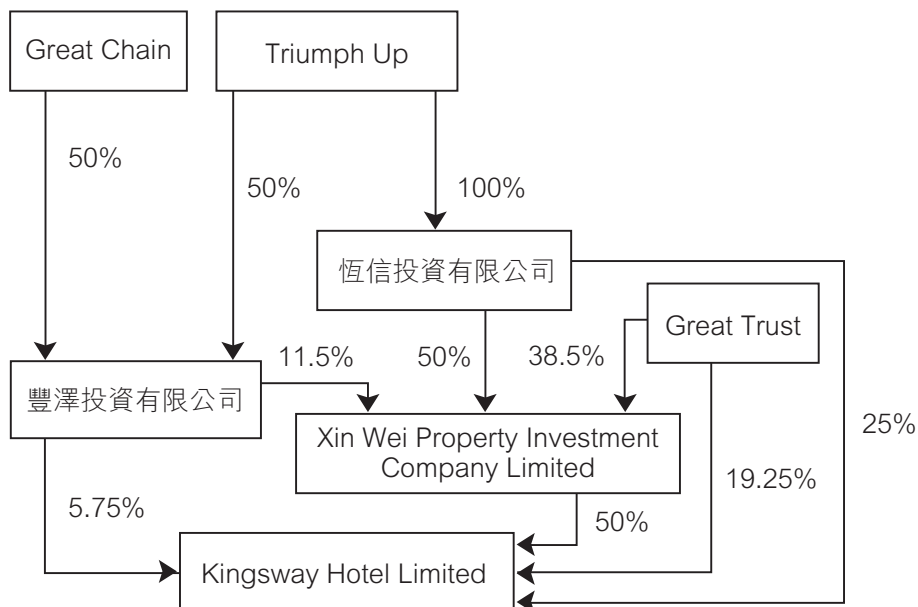 Great Chain
Triumph Up
50%
50%
100%
恆信投資有限公司
Great Trust
11.5%
50%
38.5%
豐澤投資有限公司
25%
Xin Wei Property Investment
Company Limited
19.25%
5.75%
50%
Kingsway Hotel Limited